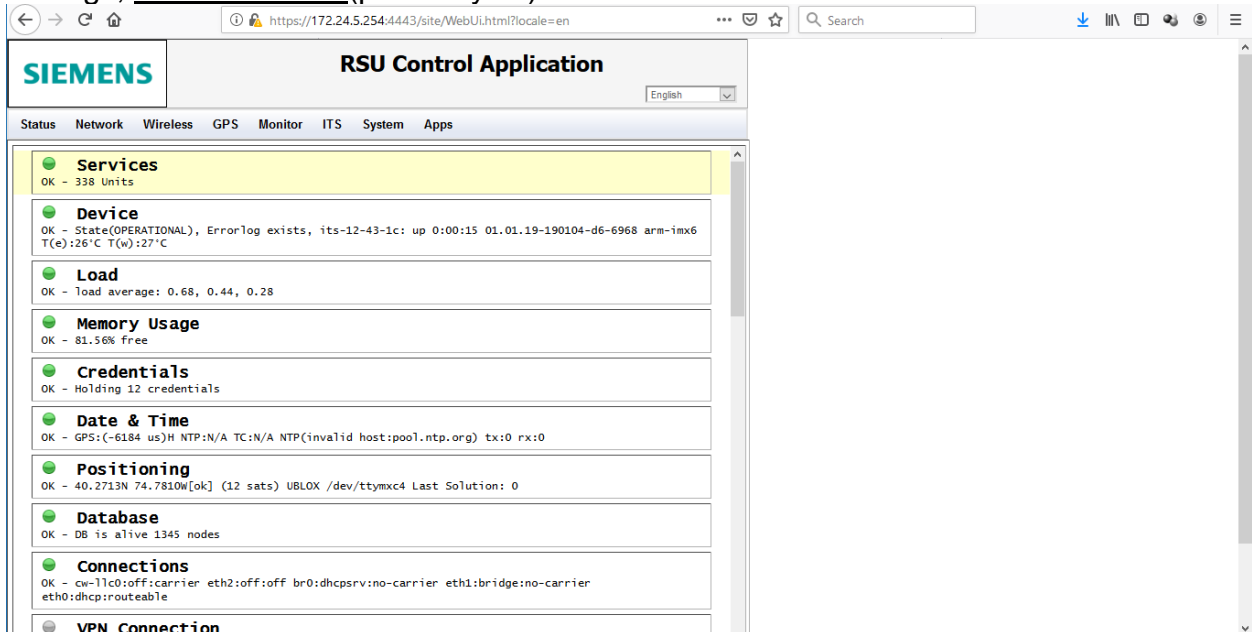 https://172.24.5.254:4443/site/WebUi.html?locale=en
Search
SIEMENS
RSU Control Application
English
Status Network Wireless GPS Monitor ITS System Apps
Services
OK - 338 Units
Device
OK - State(OPERATIONAL), Errorlog exists, its-12-43-1c: up 0:00:15 01.01.19-190104-d6-6968 arm-imx6
T(e):26°C T(w):27°C
Load
OK - load average: 0.68, 0.44, 0.28
Memory Usage
OK - 81.56% free
Credentials
OK - Holding 12 credentials
Date & Time
OK - GPS:(-6184 us)H NTP:N/A TC:N/A NTP(invalid host:pool.ntp.org) tx:0 rx:0
Positioning
OK - 40.2713N 74.7810W[ok] (12 sats) UBLOX /dev/ttymxc4 Last Solution: 0
Database
OK - DB is alive 1345 nodes
Connections
OK - cw-llc0:off:carrier eth2:off:off br0:dhcpsrv:no-carrier eth1:bridge:no-carrier
eth0:dhcp:routeable
VPN Connection